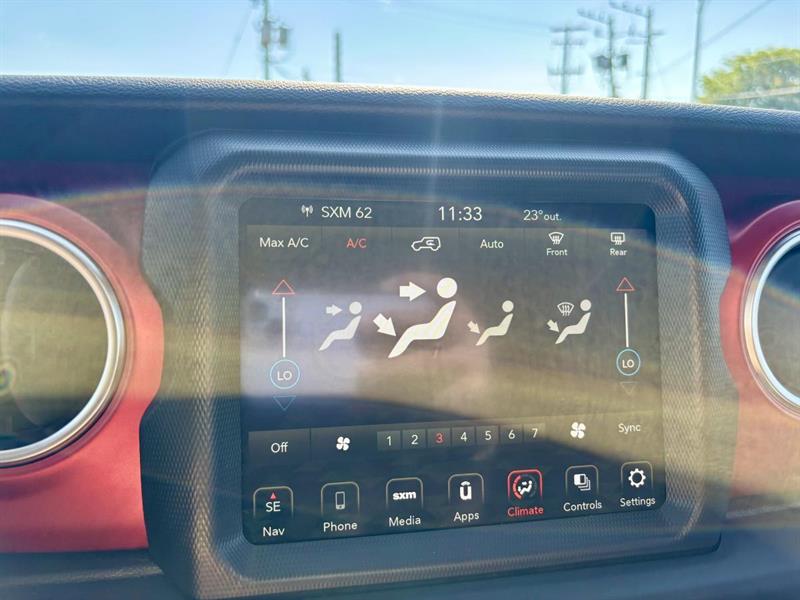 SXM 62 11:33 23° out.
Max A/C A/C Auto Front Rear
LO LO
Off 1 2 3 4 5 6 7 Sync
SE sxm
Nav Phone Media Apps Climate Controls Settings